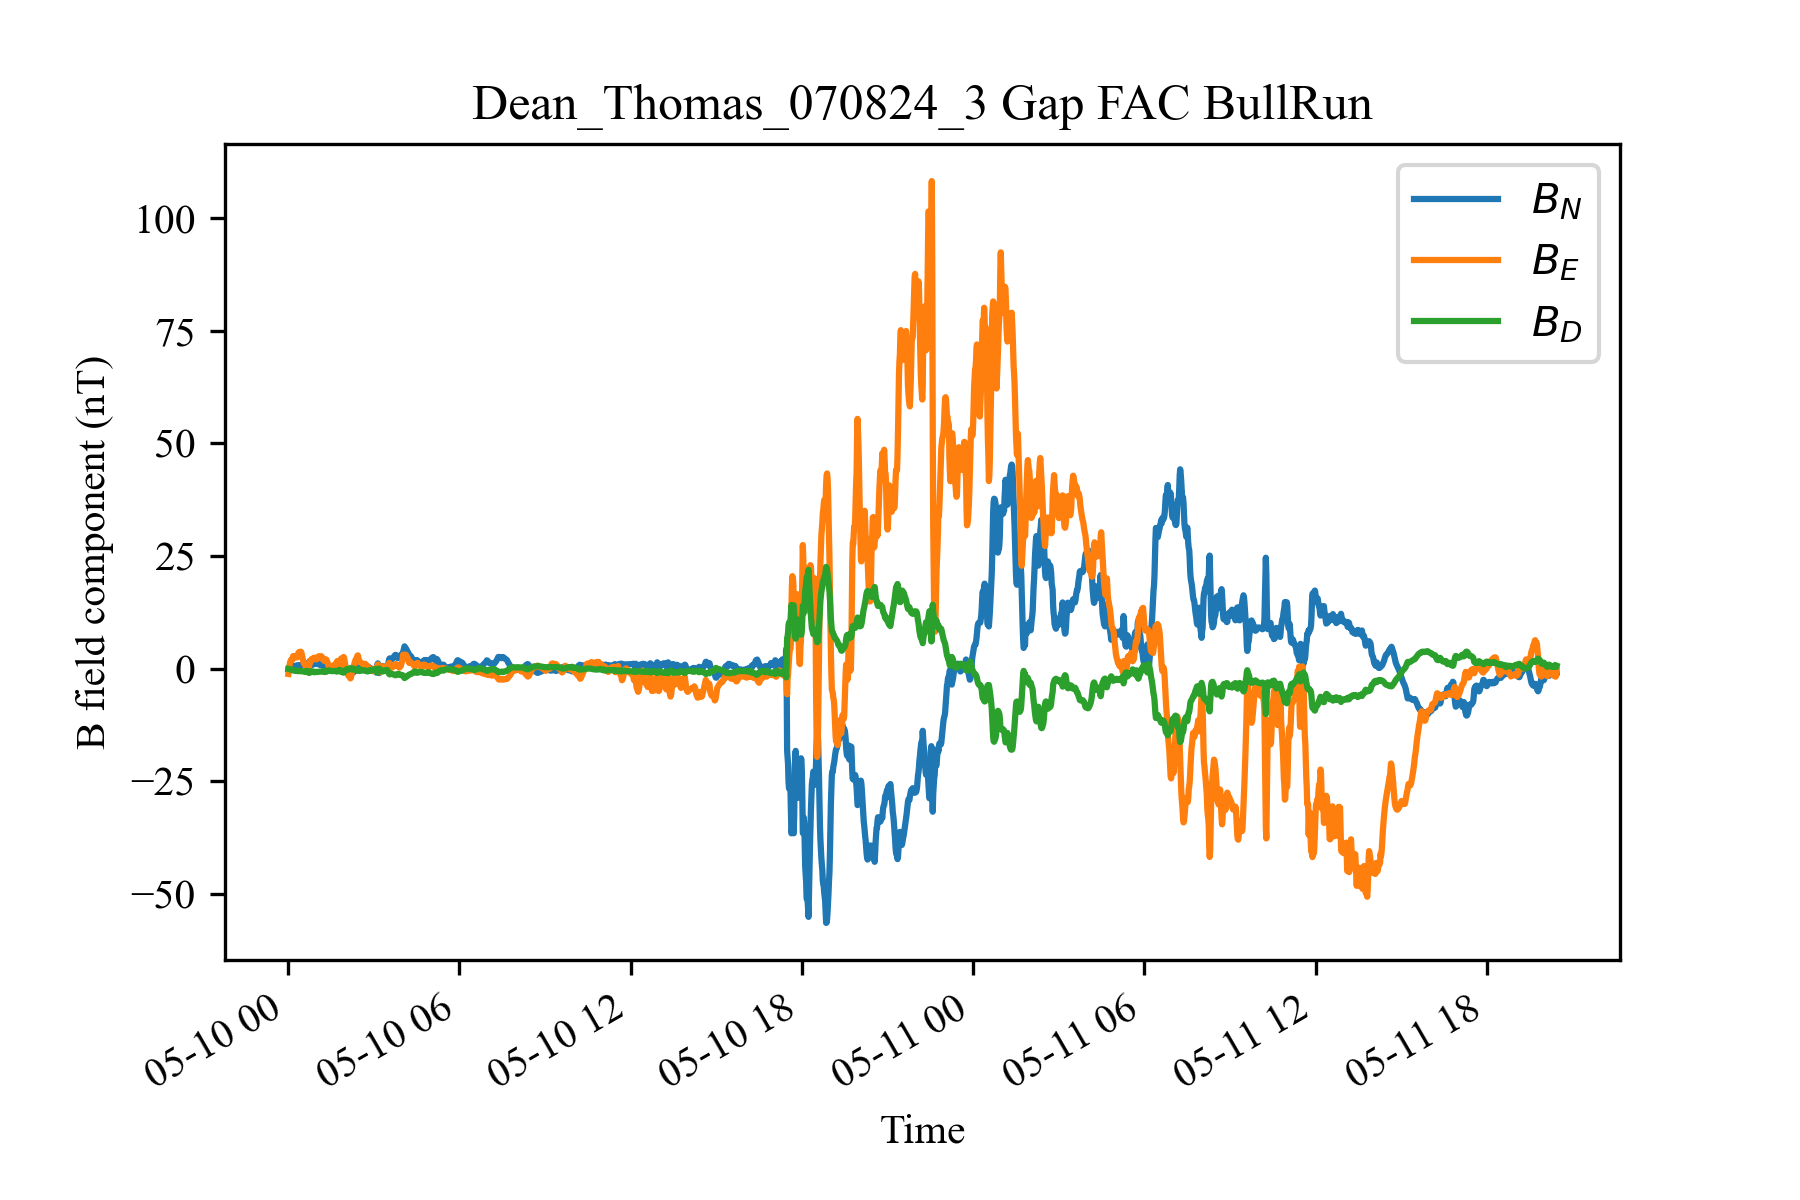 Dean_Thomas_070824_3 Gap FAC BullRun
B_N
B_E
B_D
100
75
50
25
0
−25
−50
B field component (nT)
05-10 00
05-10 06
05-10 12
05-10 18
05-11 00
05-11 06
05-11 12
05-11 18
Time